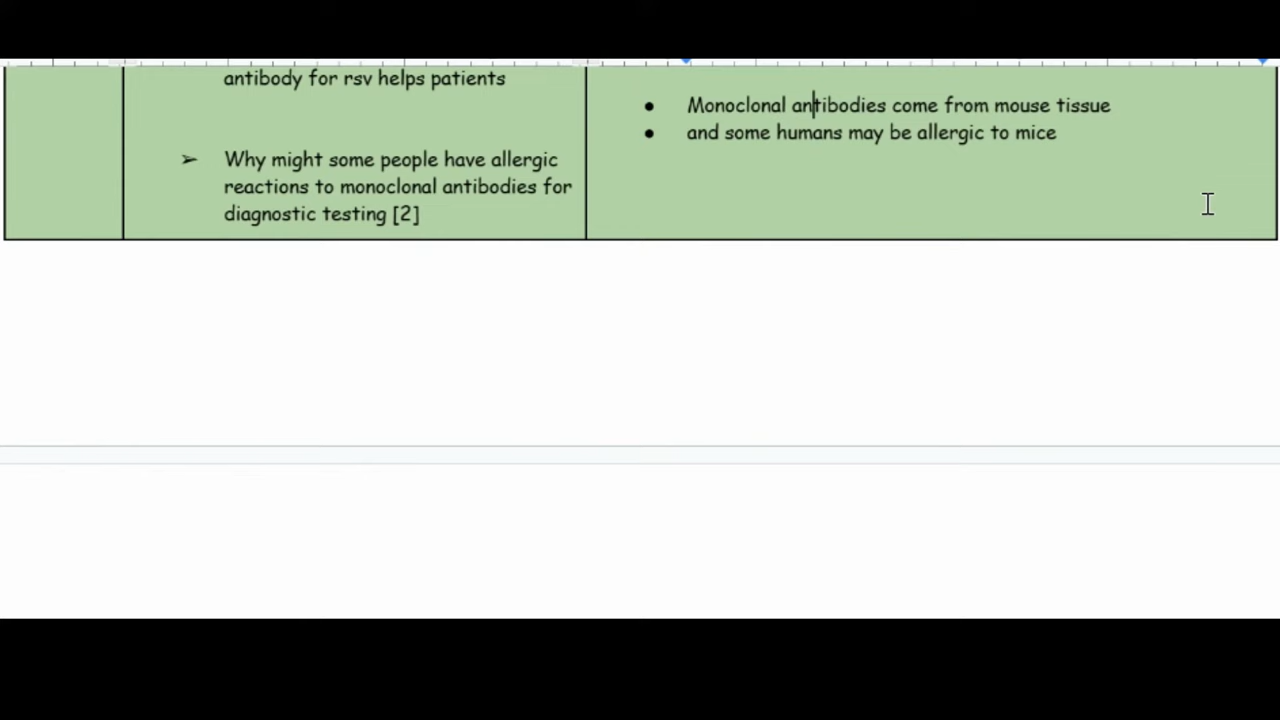 antibody for rsv helps patients
➢ Why might some people have allergic
reactions to monoclonal antibodies for
diagnostic testing [2]
● Monoclonal antibodies come from mouse tissue
● and some humans may be allergic to mice